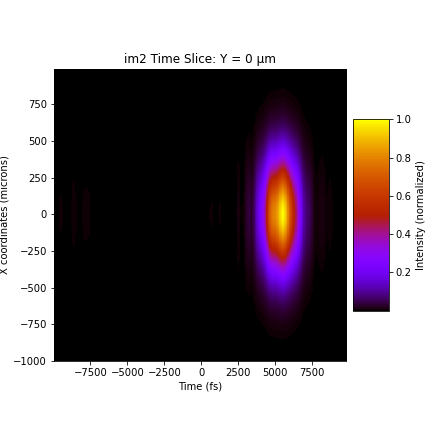 im2 Time Slice: Y = 0 μm
X coordinates (microns)
750
500
250
0
−250
−500
−750
−1000
−7500 −5000 −2500 0 2500 5000 7500
Time (fs)
1.0
0.8
0.6
0.4
0.2
Intensity (normalized)